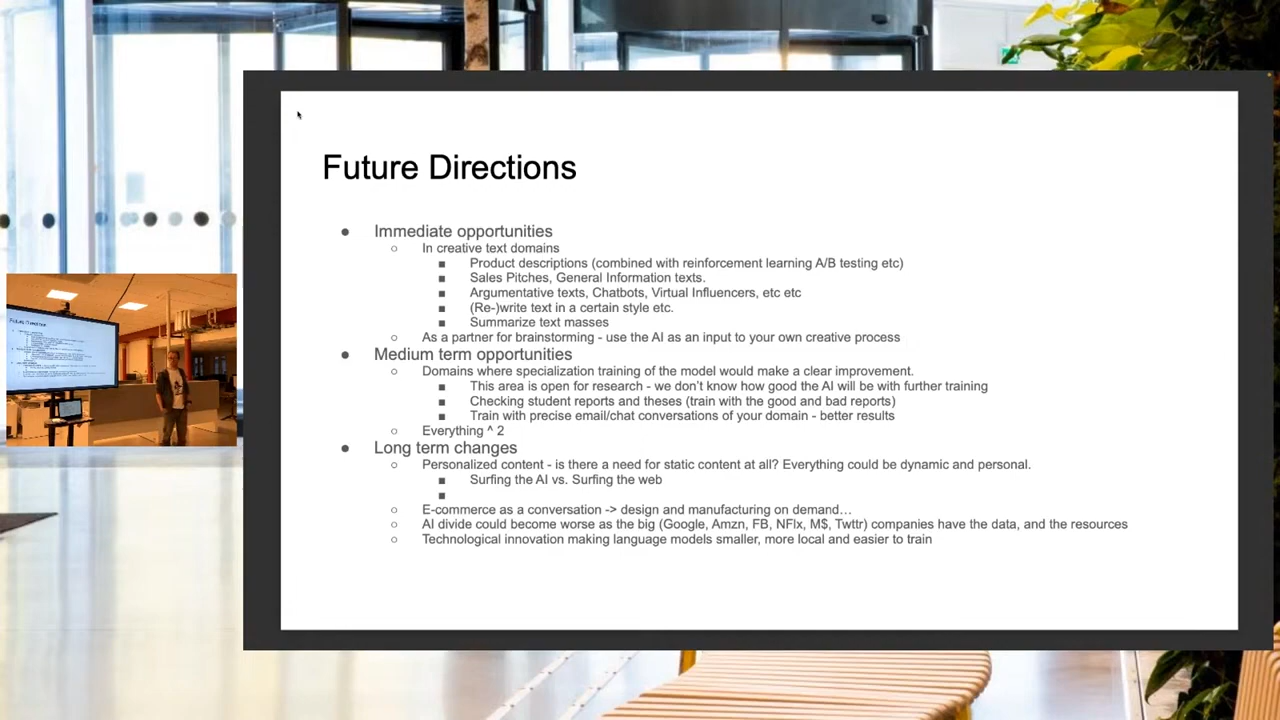 Future Directions
● Immediate opportunities
○ In creative text domains
■ Product descriptions (combined with reinforcement learning A/B testing etc)
■ Sales Pitches, General Information texts.
■ Argumentative texts, Chatbots, Virtual Influencers, etc etc
■ (Re-)write text in a certain style etc.
■ Summarize text masses
○ As a partner for brainstorming - use the AI as an input to your own creative process
● Medium term opportunities
○ Domains where specialization training of the model would make a clear improvement.
■ This area is open for research - we don't know how good the AI will be with further training
■ Checking student reports and theses (train with the good and bad reports)
■ Train with precise email/chat conversations of your domain - better results
○ Everything ^ 2
● Long term changes
○ Personalized content - is there a need for static content at all? Everything could be dynamic and personal.
■ Surfing the AI vs. Surfing the web
■
○ E-commerce as a conversation -> design and manufacturing on demand…
○ AI divide could become worse as the big (Google, Amzn, FB, NFlx, M$, Twttr) companies have the data, and the resources
○ Technological innovation making language models smaller, more local and easier to train
Future Directions